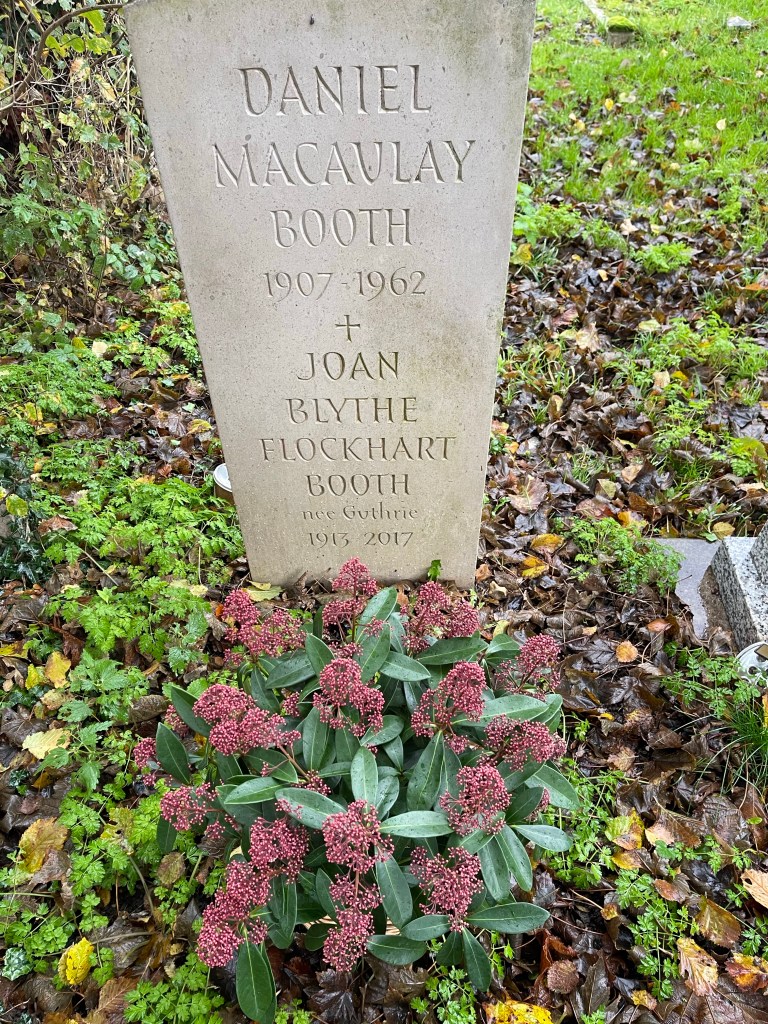 DANIEL
MACAULAY
BOOTH
1907-1962
JOAN
BLYTHE
FLOCKHART
BOOTH
nee Guthrie
1913 2017